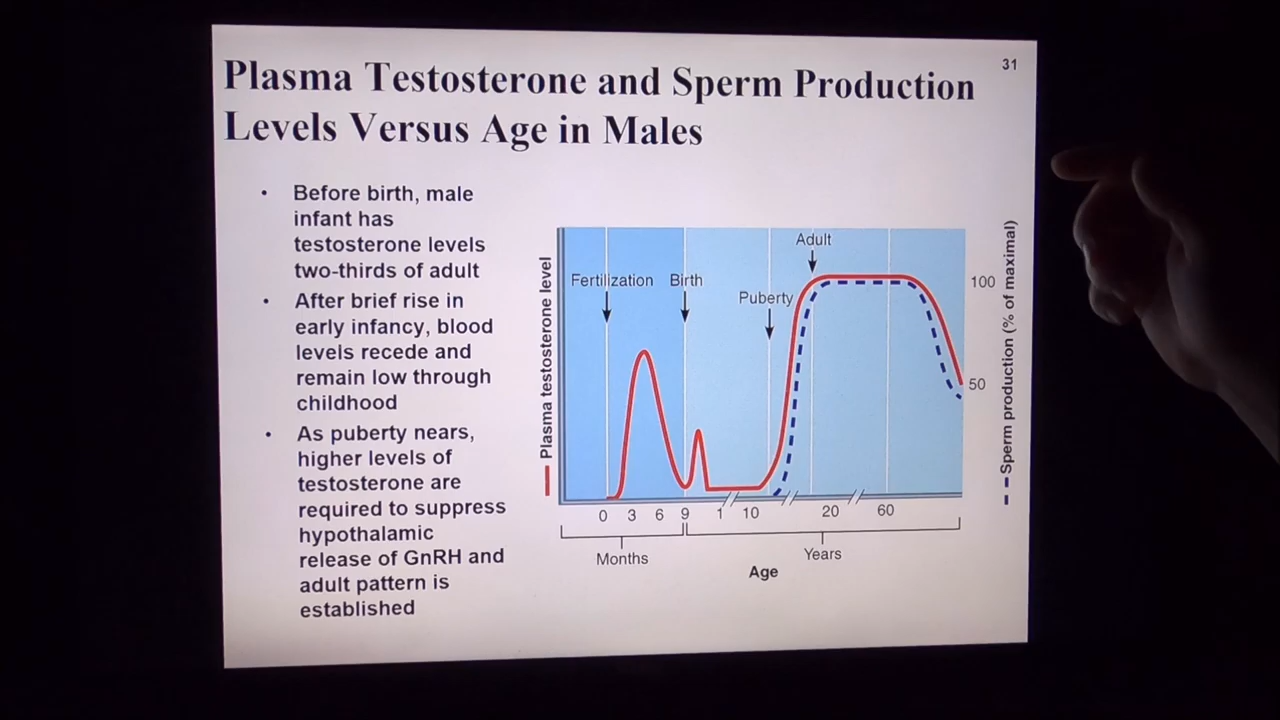 31
Plasma Testosterone and Sperm Production
Levels Versus Age in Males
• Before birth, male
infant has
testosterone levels
two-thirds of adult
• After brief rise in
early infancy, blood
levels recede and
remain low through
childhood
• As puberty nears,
higher levels of
testosterone are
required to suppress
hypothalamic
release of GnRH and
adult pattern is
established
Plasma testosterone level
Fertilization
Birth
Puberty
Adult
100
50
Sperm production (% of maximal)
0 3 6 9 1 10 20 60
Months
Years
Age